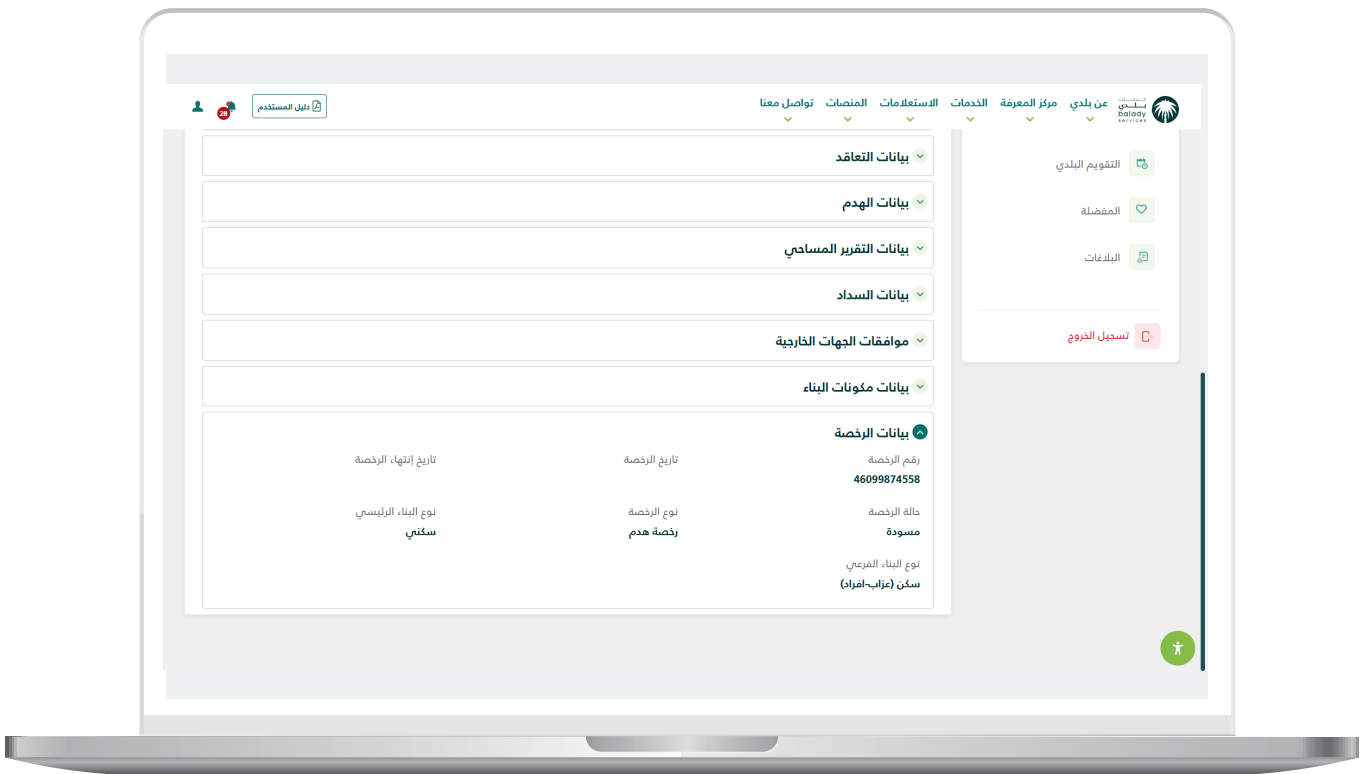 خدمات
بلدي
balady
services
عن بلدي
مركز المعرفة
الخدمات
الاستعلامات
المنصات
تواصل معنا
دليل المستخدم
28
التقويم البلدي
المفضلة
البلاغات
تسجيل الخروج
بيانات التعاقد
بيانات الهدم
بيانات التقرير المساحي
بيانات السداد
موافقات الجهات الخارجية
بيانات مكونات البناء
بيانات الرخصة
رقم الرخصة تاريخ الرخصة تاريخ إنتهاء الرخصة
46099874558
حالة الرخصة نوع الرخصة نوع البناء الرئيسي
مسودة رخصة هدم سكني
نوع البناء الفرعي
سكن (عزاب-افراد)